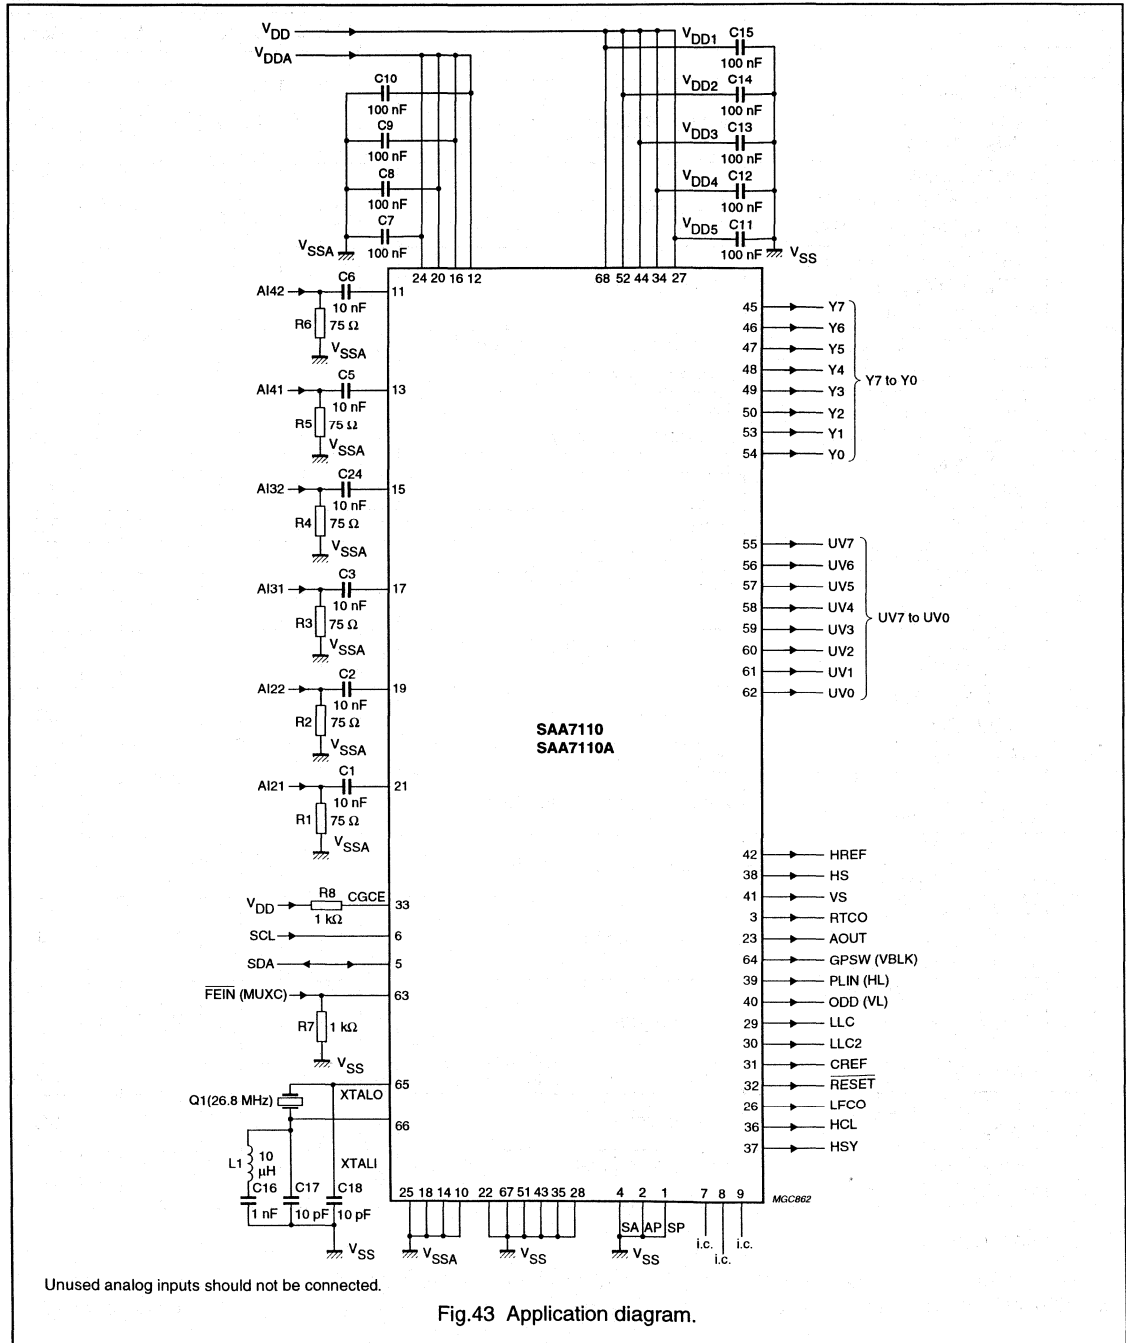 VDD
VDDA
C10
100 nF
C9
100 nF
C8
100 nF
C7
100 nF
VSSA
VDD1 C15
100 nF
VDD2 C14
100 nF
VDD3 C13
100 nF
VDD4 C12
100 nF
VDD5 C11
100 nF
VSS
24 20 16 12
68 52 44 34 27
AI42
C6
10 nF
R6 75 Ω
VSSA
11
AI41
C5
10 nF
R5 75 Ω
VSSA
13
AI32
C24
10 nF
R4 75 Ω
VSSA
15
AI31
C3
10 nF
R3 75 Ω
VSSA
17
AI22
C2
10 nF
R2 75 Ω
VSSA
19
AI21
C1
10 nF
R1 75 Ω
VSSA
21
VDD R8 CGCE 33
1 kΩ
SCL 6
SDA 5
FEIN (MUXC) 63
R7 1 kΩ
VSS
65
XTALO
Q1(26.8 MHz)
66
L1 10 μH
XTALI
C16 C17 C18
1 nF 10 pF 10 pF
VSS
SAA7110
SAA7110A
45 Y7
46 Y6
47 Y5
48 Y4
49 Y3
50 Y2
53 Y1
54 Y0
Y7 to Y0
55 UV7
56 UV6
57 UV5
58 UV4
59 UV3
60 UV2
61 UV1
62 UV0
UV7 to UV0
42 HREF
38 HS
41 VS
3 RTCO
23 AOUT
64 GPSW (VBLK)
39 PLIN (HL)
40 ODD (VL)
29 LLC
30 LLC2
31 CREF
32 RESET
26 LFCO
36 HCL
37 HSY
25 18 14 10
VSSA
22 67 51 43 35 28
VSS
4 2 1
SA AP SP
VSS
7 8 9
i.c. i.c. i.c.
MGC862
Unused analog inputs should not be connected.
Fig.43 Application diagram.